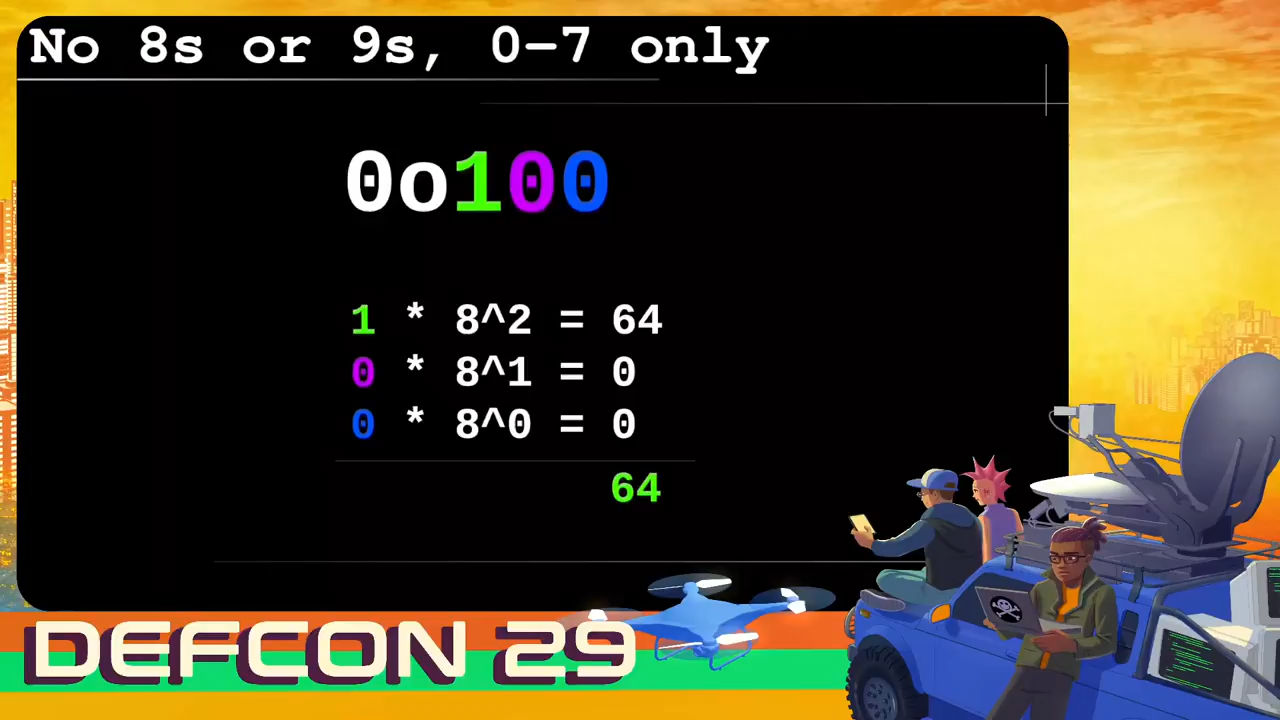 No 8s or 9s, 0-7 only
0o100
1 * 8^2 = 64
0 * 8^1 = 0
0 * 8^0 = 0
64
DEFCON 29